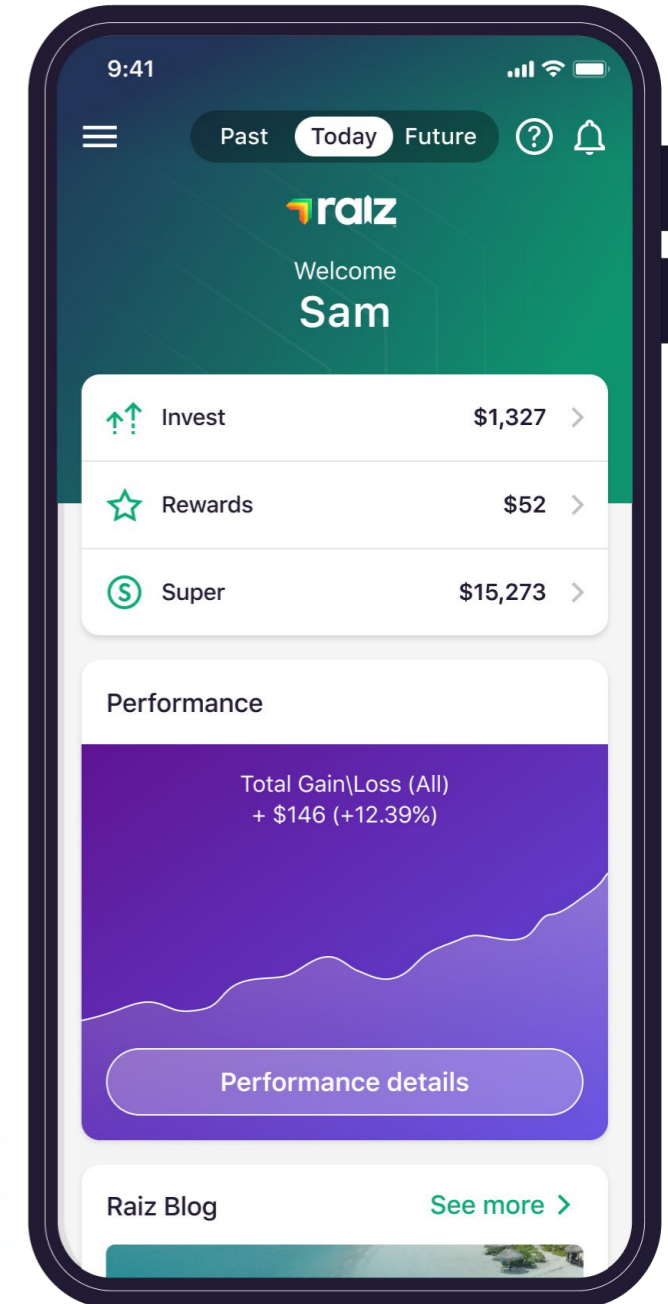 9:41
Past Today Future
raiz
Welcome
Sam
Invest $1,327
Rewards $52
Super $15,273
Performance
Total Gain\Loss (All)
+ $146 (+12.39%)
Performance details
Raiz Blog See more